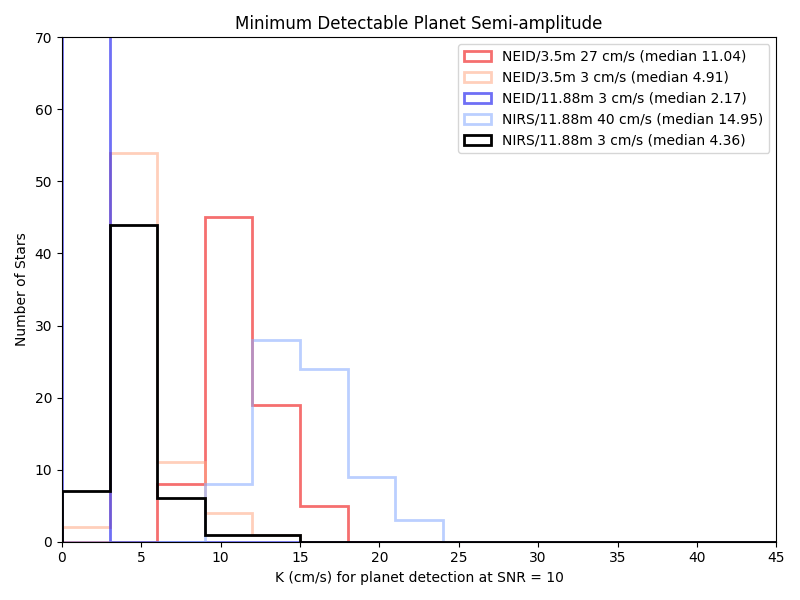 Minimum Detectable Planet Semi-amplitude
NEID/3.5m 27 cm/s (median 11.04)
NEID/3.5m 3 cm/s (median 4.91)
NEID/11.88m 3 cm/s (median 2.17)
NIRS/11.88m 40 cm/s (median 14.95)
NIRS/11.88m 3 cm/s (median 4.36)
Number of Stars
70
60
50
40
30
20
10
0
0 5 10 15 20 25 30 35 40 45
K (cm/s) for planet detection at SNR = 10